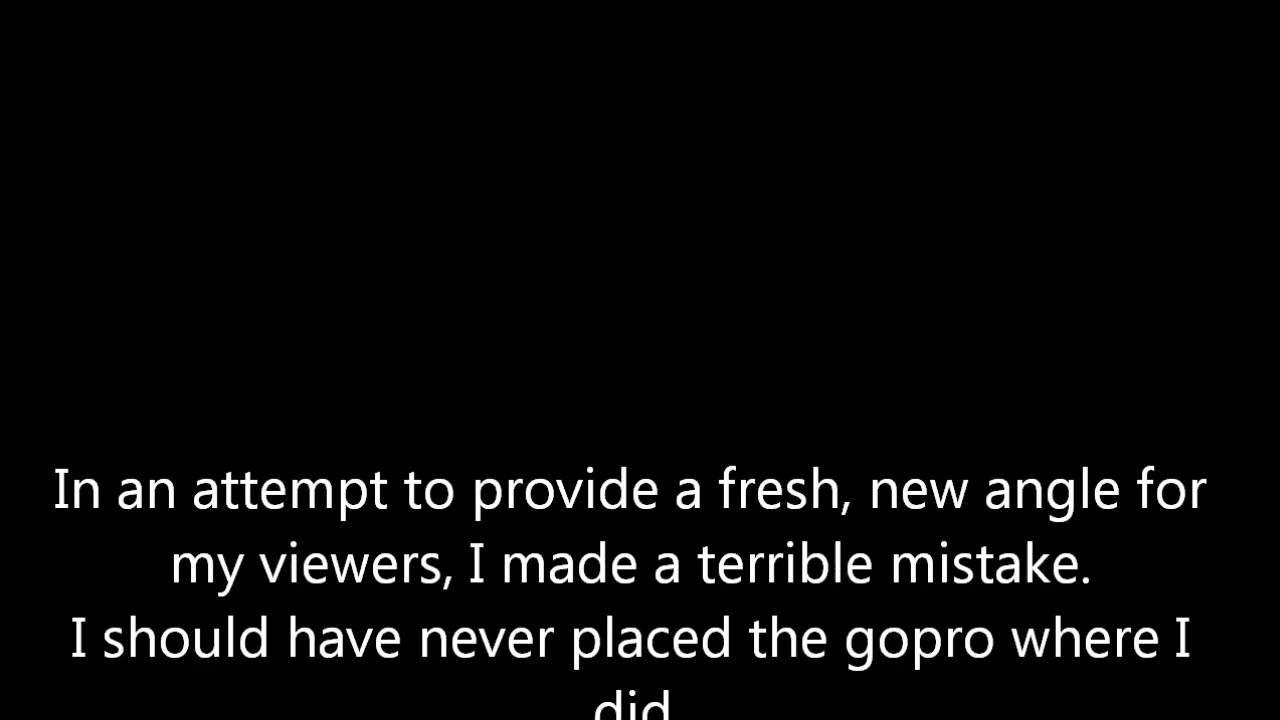 In an attempt to provide a fresh, new angle for
my viewers, I made a terrible mistake.
I should have never placed the gopro where I
did